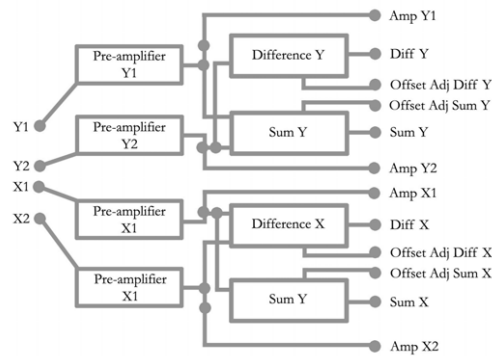 Amp Y1
Pre-amplifier
Y1
Difference Y
Diff Y
Offset Adj Diff Y
Offset Adj Sum Y
Y1
Pre-amplifier
Y2
Sum Y
Sum Y
Y2
Amp Y2
X1
Amp X1
Pre-amplifier
X1
X2
Difference X
Diff X
Offset Adj Diff X
Offset Adj Sum X
Pre-amplifier
X1
Sum Y
Sum X
Amp X2